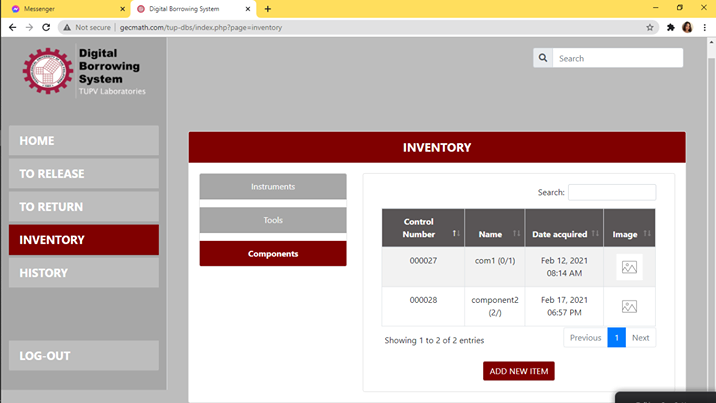 Messenger
Digital Borrowing System
Not secure
gecmath.com/tup-dbs/index.php?page=inventory
Digital
Borrowing
System
TUPV Laboratories
Search
HOME
TO RELEASE
TO RETURN
INVENTORY
HISTORY
LOG-OUT
INVENTORY
Instruments
Tools
Components
Search:
Control
Number
Name
Date acquired
Image
000027
com1 (0/1)
Feb 12, 2021
08:14 AM
000028
component2
(2/)
Feb 17, 2021
06:57 PM
Showing 1 to 2 of 2 entries
Previous 1 Next
ADD NEW ITEM